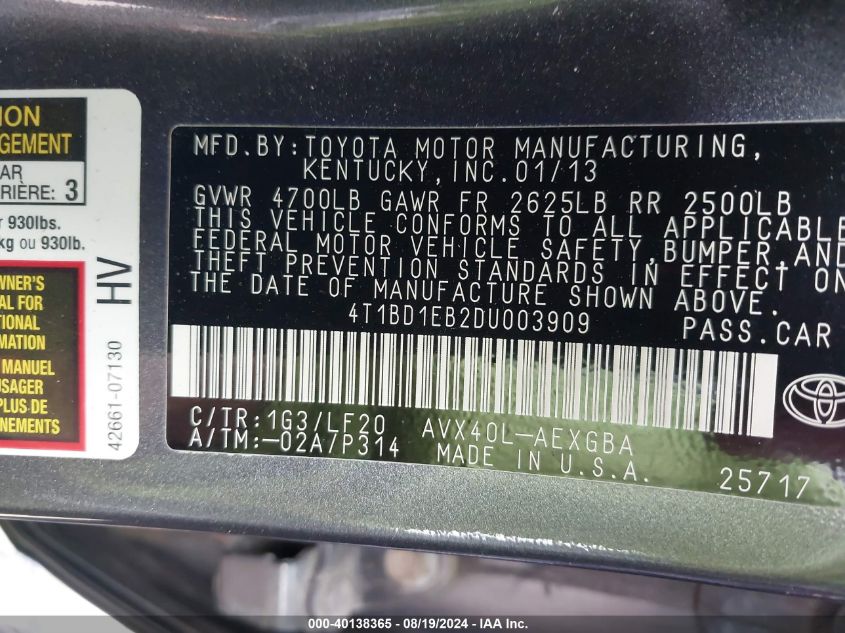 ION
GEMENT
AR
RIÈRE: 3
r 930lbs.
kg ou 930lb.
WNER'S
AL FOR
TIONAL
MATION
MANUEL
USAGER
PLUS DE
NEMENTS
HV
42661-07130
MFD.BY:TOYOTA MOTOR MANUFACTURING,
KENTUCKY,INC.01/13
GVWR 4700LB GAWR FR 2625LB RR 2500LB
THIS VEHICLE CONFORMS TO ALL APPLICABLE
FEDERAL MOTOR VEHICLE SAFETY,BUMPER,AND
THEFT PREVENTION STANDARDS IN EFFECT ON
THE DATE OF MANUFACTURE SHOWN ABOVE.
4T1BD1EB2DU003909 PASS.CAR
C/TR:1G3/LF20 AVX40L-AEXGBA
A/TM:-02A/P314 MADE IN U.S.A.
25717
000-40138365 - 08/19/2024 - AVX IAA Inc.